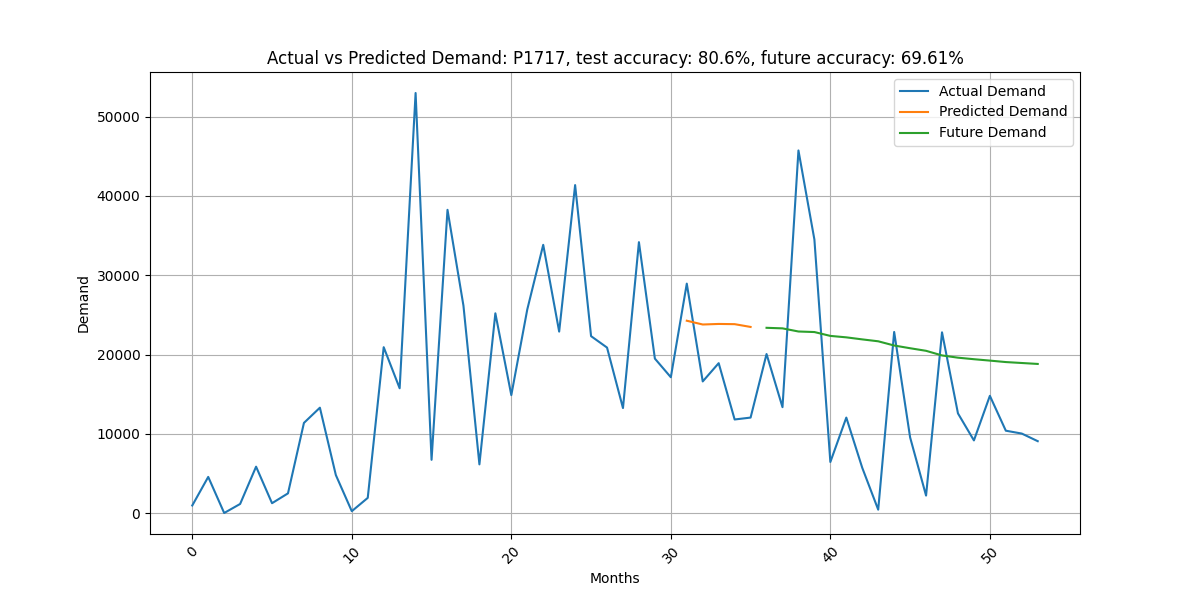 Actual vs Predicted Demand: P1717, test accuracy: 80.6%, future accuracy: 69.61%
Actual Demand
Predicted Demand
Future Demand
50000
40000
30000
20000
10000
0
Demand
0
10
20
30
40
50
Months